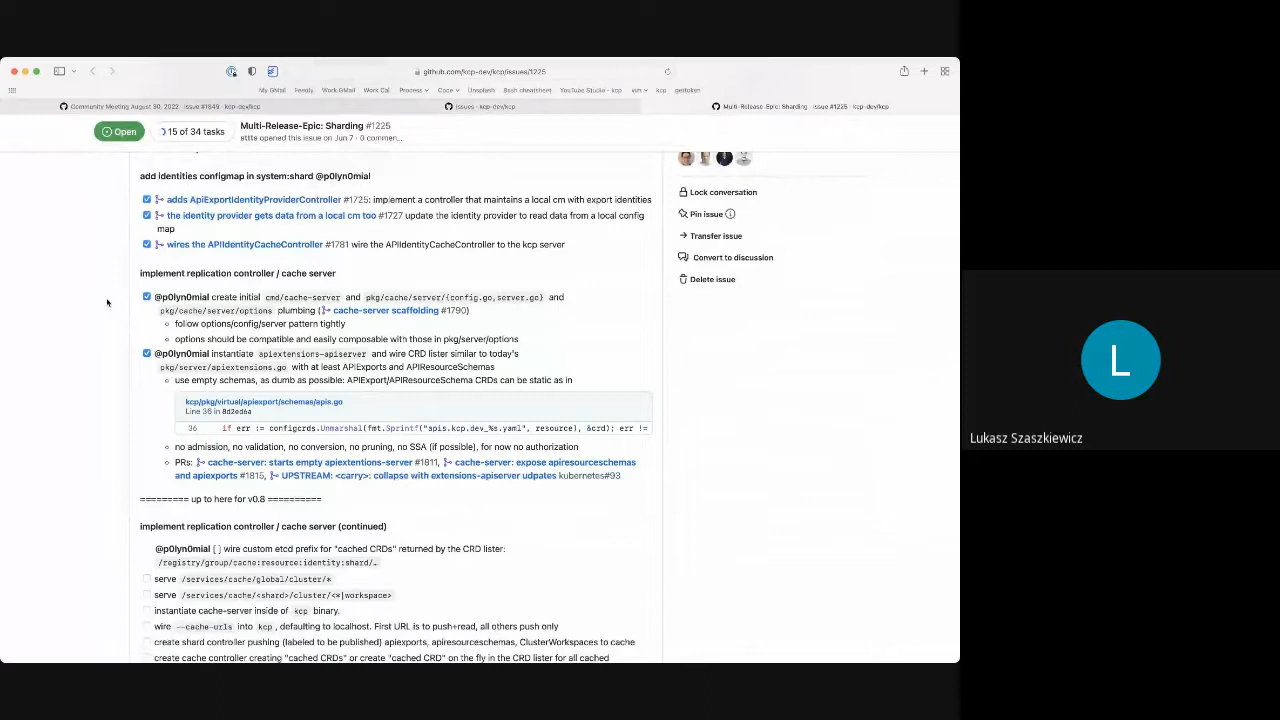 github.com/kcp-dev/kcp/issues/1225
My GMail Feedly Work GMail Work Cal Process Code Unsplash Bash cheatsheet YouTube Studio - kcp vim kcp gettoken
Community Meeting August 30, 2022 · Issue #1849 · kcp-dev/kcp
Issues · kcp-dev/kcp
Multi-Release-Epic: Sharding · Issue #1225 · kcp-dev/kcp
Open
15 of 34 tasks
Multi-Release-Epic: Sharding #1225
sttts opened this issue on Jun 7 · 0 commen...
add identities configmap in system:shard @p0lyn0mial
adds ApiExportIdentityProviderController #1725: implement a controller that maintains a local cm with export identities
the identity provider gets data from a local cm too #1727 update the identity provider to read data from a local config
map
wires the APIIdentityCacheController #1781 wire the APIIdentityCacheController to the kcp server
implement replication controller / cache server
@p0lyn0mial create initial cmd/cache-server and pkg/cache/server/{config.go,server.go} and
pkg/cache/server/options plumbing (cache-server scaffolding #1790)
follow options/config/server pattern tightly
options should be compatible and easily composable with those in pkg/server/options
@p0lyn0mial instantiate apiextensions-apiserver and wire CRD lister similar to today's
pkg/server/apiextensions.go with at least APIExports and APIResourceSchemas
use empty schemas, as dumb as possible: APIExport/APIResourceSchema CRDs can be static as in
kcp/pkg/virtual/apiexport/schemas/apis.go
Line 36 in 8d2ed6a
36 if err := configcrds.Unmarshal(fmt.Sprintf("apis.kcp.dev_%s.yaml", resource), &crd); err !=
no admission, no validation, no conversion, no pruning, no SSA (if possible), for now no authorization
PRs: cache-server: starts empty apiextentions-server #1811, cache-server: expose apiresourceschemas
and apiexports #1815, UPSTREAM: <carry>: collapse with extensions-apiserver udpates kubernetes#93
========= up to here for v0.8 ==========
implement replication controller / cache server (continued)
@p0lyn0mial [ ] wire custom etcd prefix for "cached CRDs" returned by the CRD lister:
/registry/group/cache:resource:identity:shard/…
serve /services/cache/global/cluster/*
serve /services/cache/<shard>/cluster/<*|workspace>
instantiate cache-server inside of kcp binary.
wire --cache-urls into kcp, defaulting to localhost. First URL is to push+read, all others push only
create shard controller pushing (labeled to be published) apiexports, apiresourceschemas, ClusterWorkspaces to cache
create cache controller creating "cached CRDs" or create "cached CRD" on the fly in the CRD lister for all cached
Lock conversation
Pin issue
Transfer issue
Convert to discussion
Delete issue
L
Lukasz Szaszkiewicz